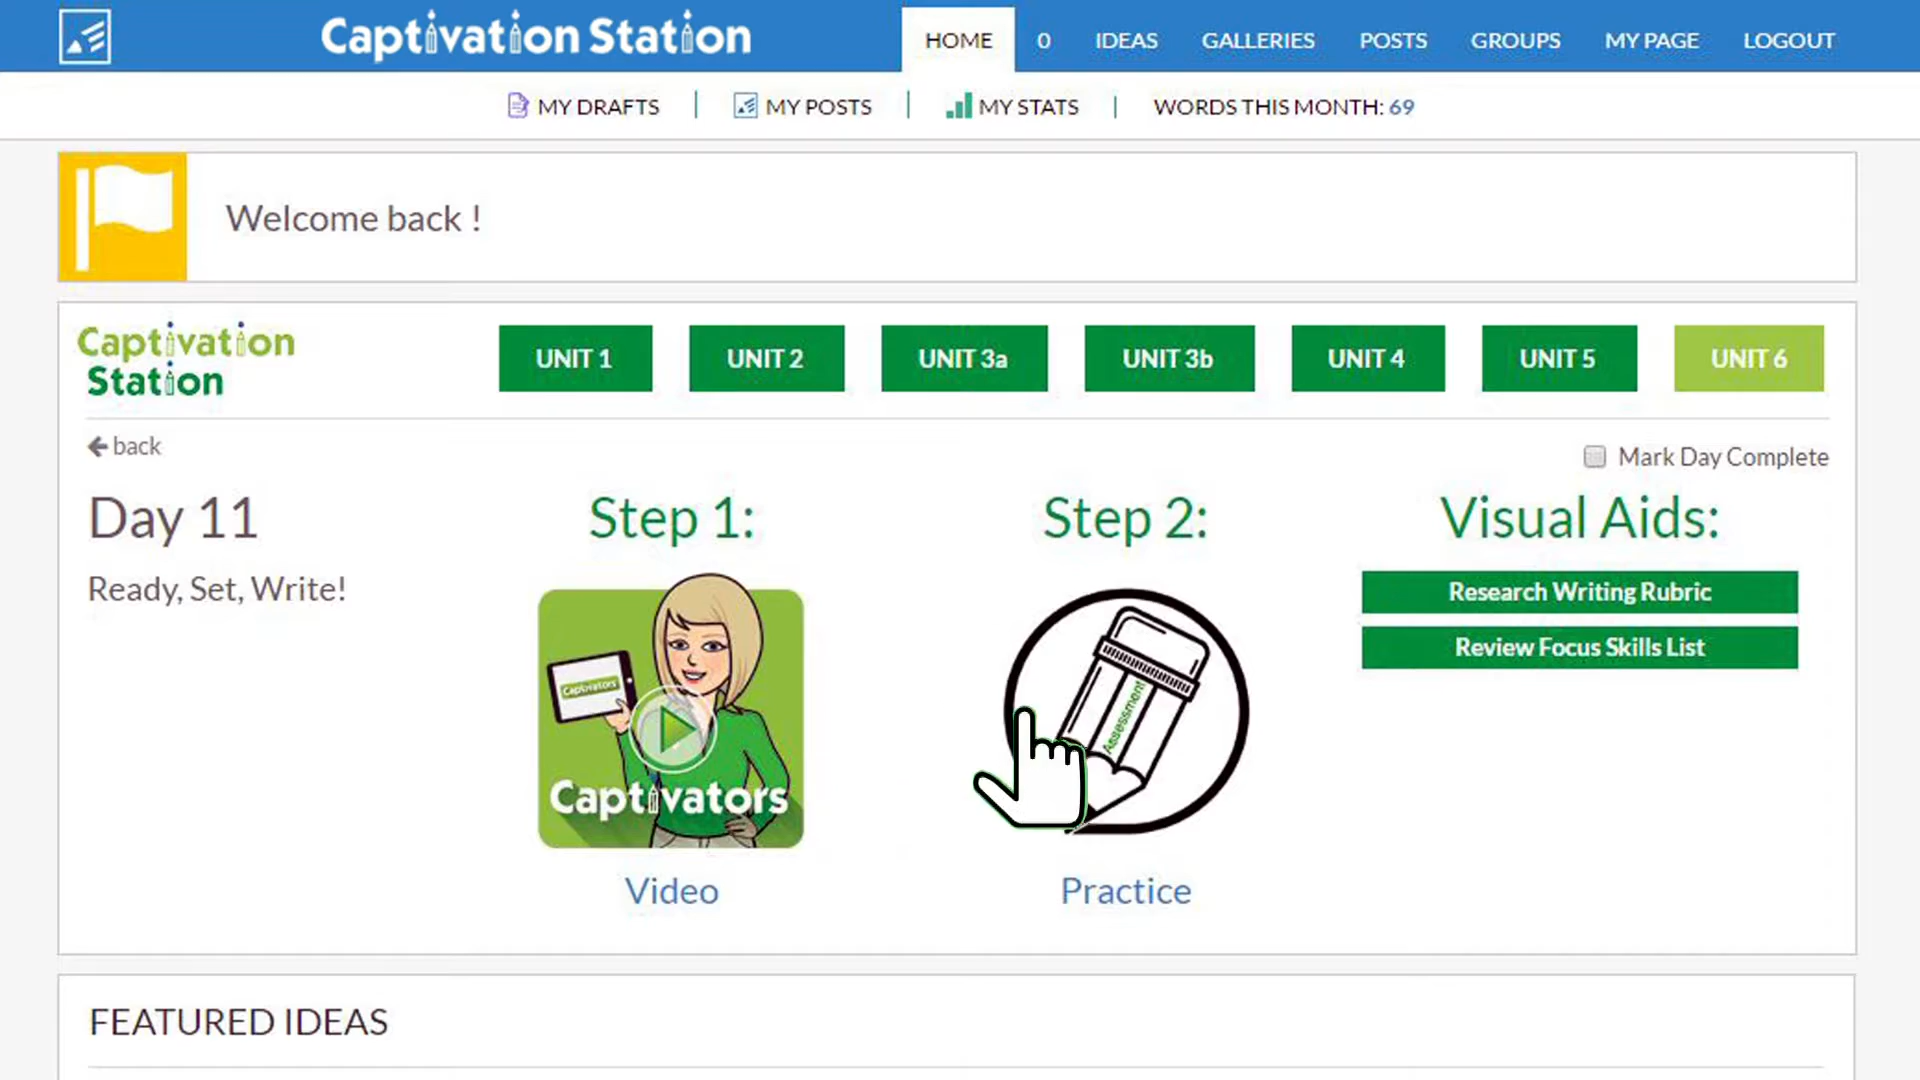 Captivation Station
HOME 0 IDEAS GALLERIES POSTS GROUPS MY PAGE LOGOUT
MY DRAFTS | MY POSTS | MY STATS | WORDS THIS MONTH: 69
Welcome back !
Captivation
Station
UNIT 1 UNIT 2 UNIT 3a UNIT 3b UNIT 4 UNIT 5 UNIT 6
back
Mark Day Complete
Day 11
Ready, Set, Write!
Step 1:
Captivators
Captivators
Video
Step 2:
Assessment
Practice
Visual Aids:
Research Writing Rubric
Review Focus Skills List
FEATURED IDEAS